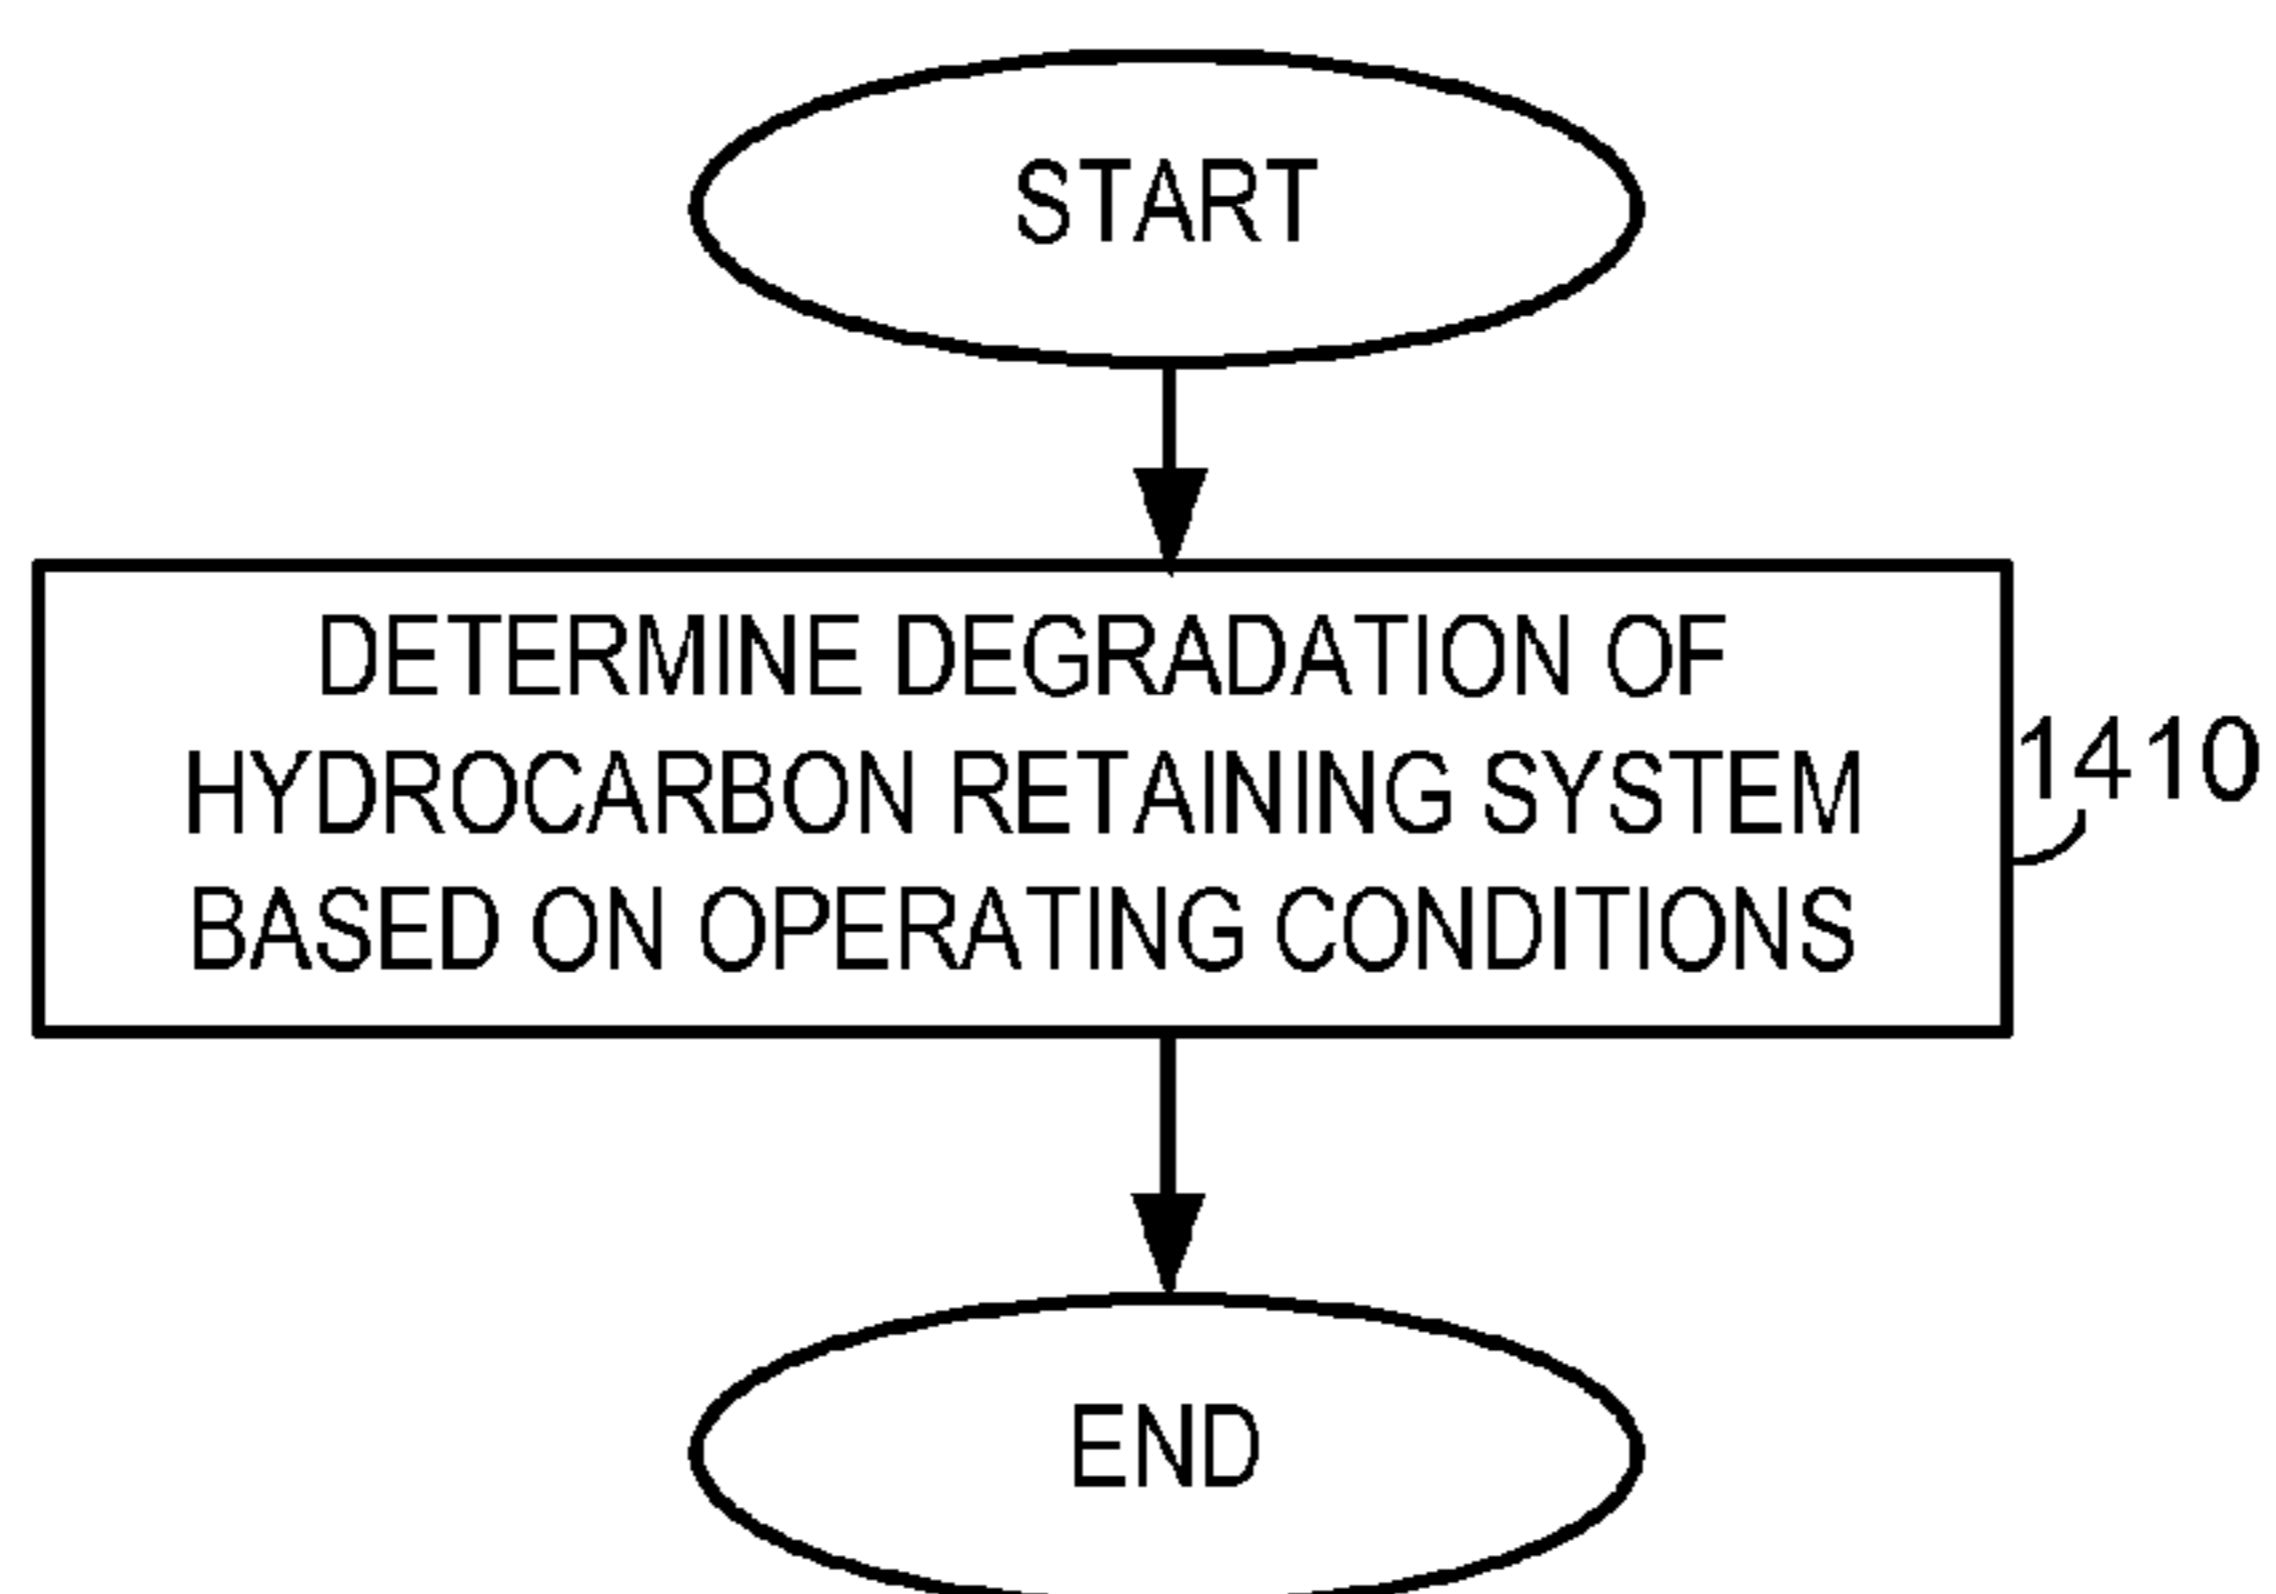 START
DETERMINE DEGRADATION OF
HYDROCARBON RETAINING SYSTEM
BASED ON OPERATING CONDITIONS
1410
END